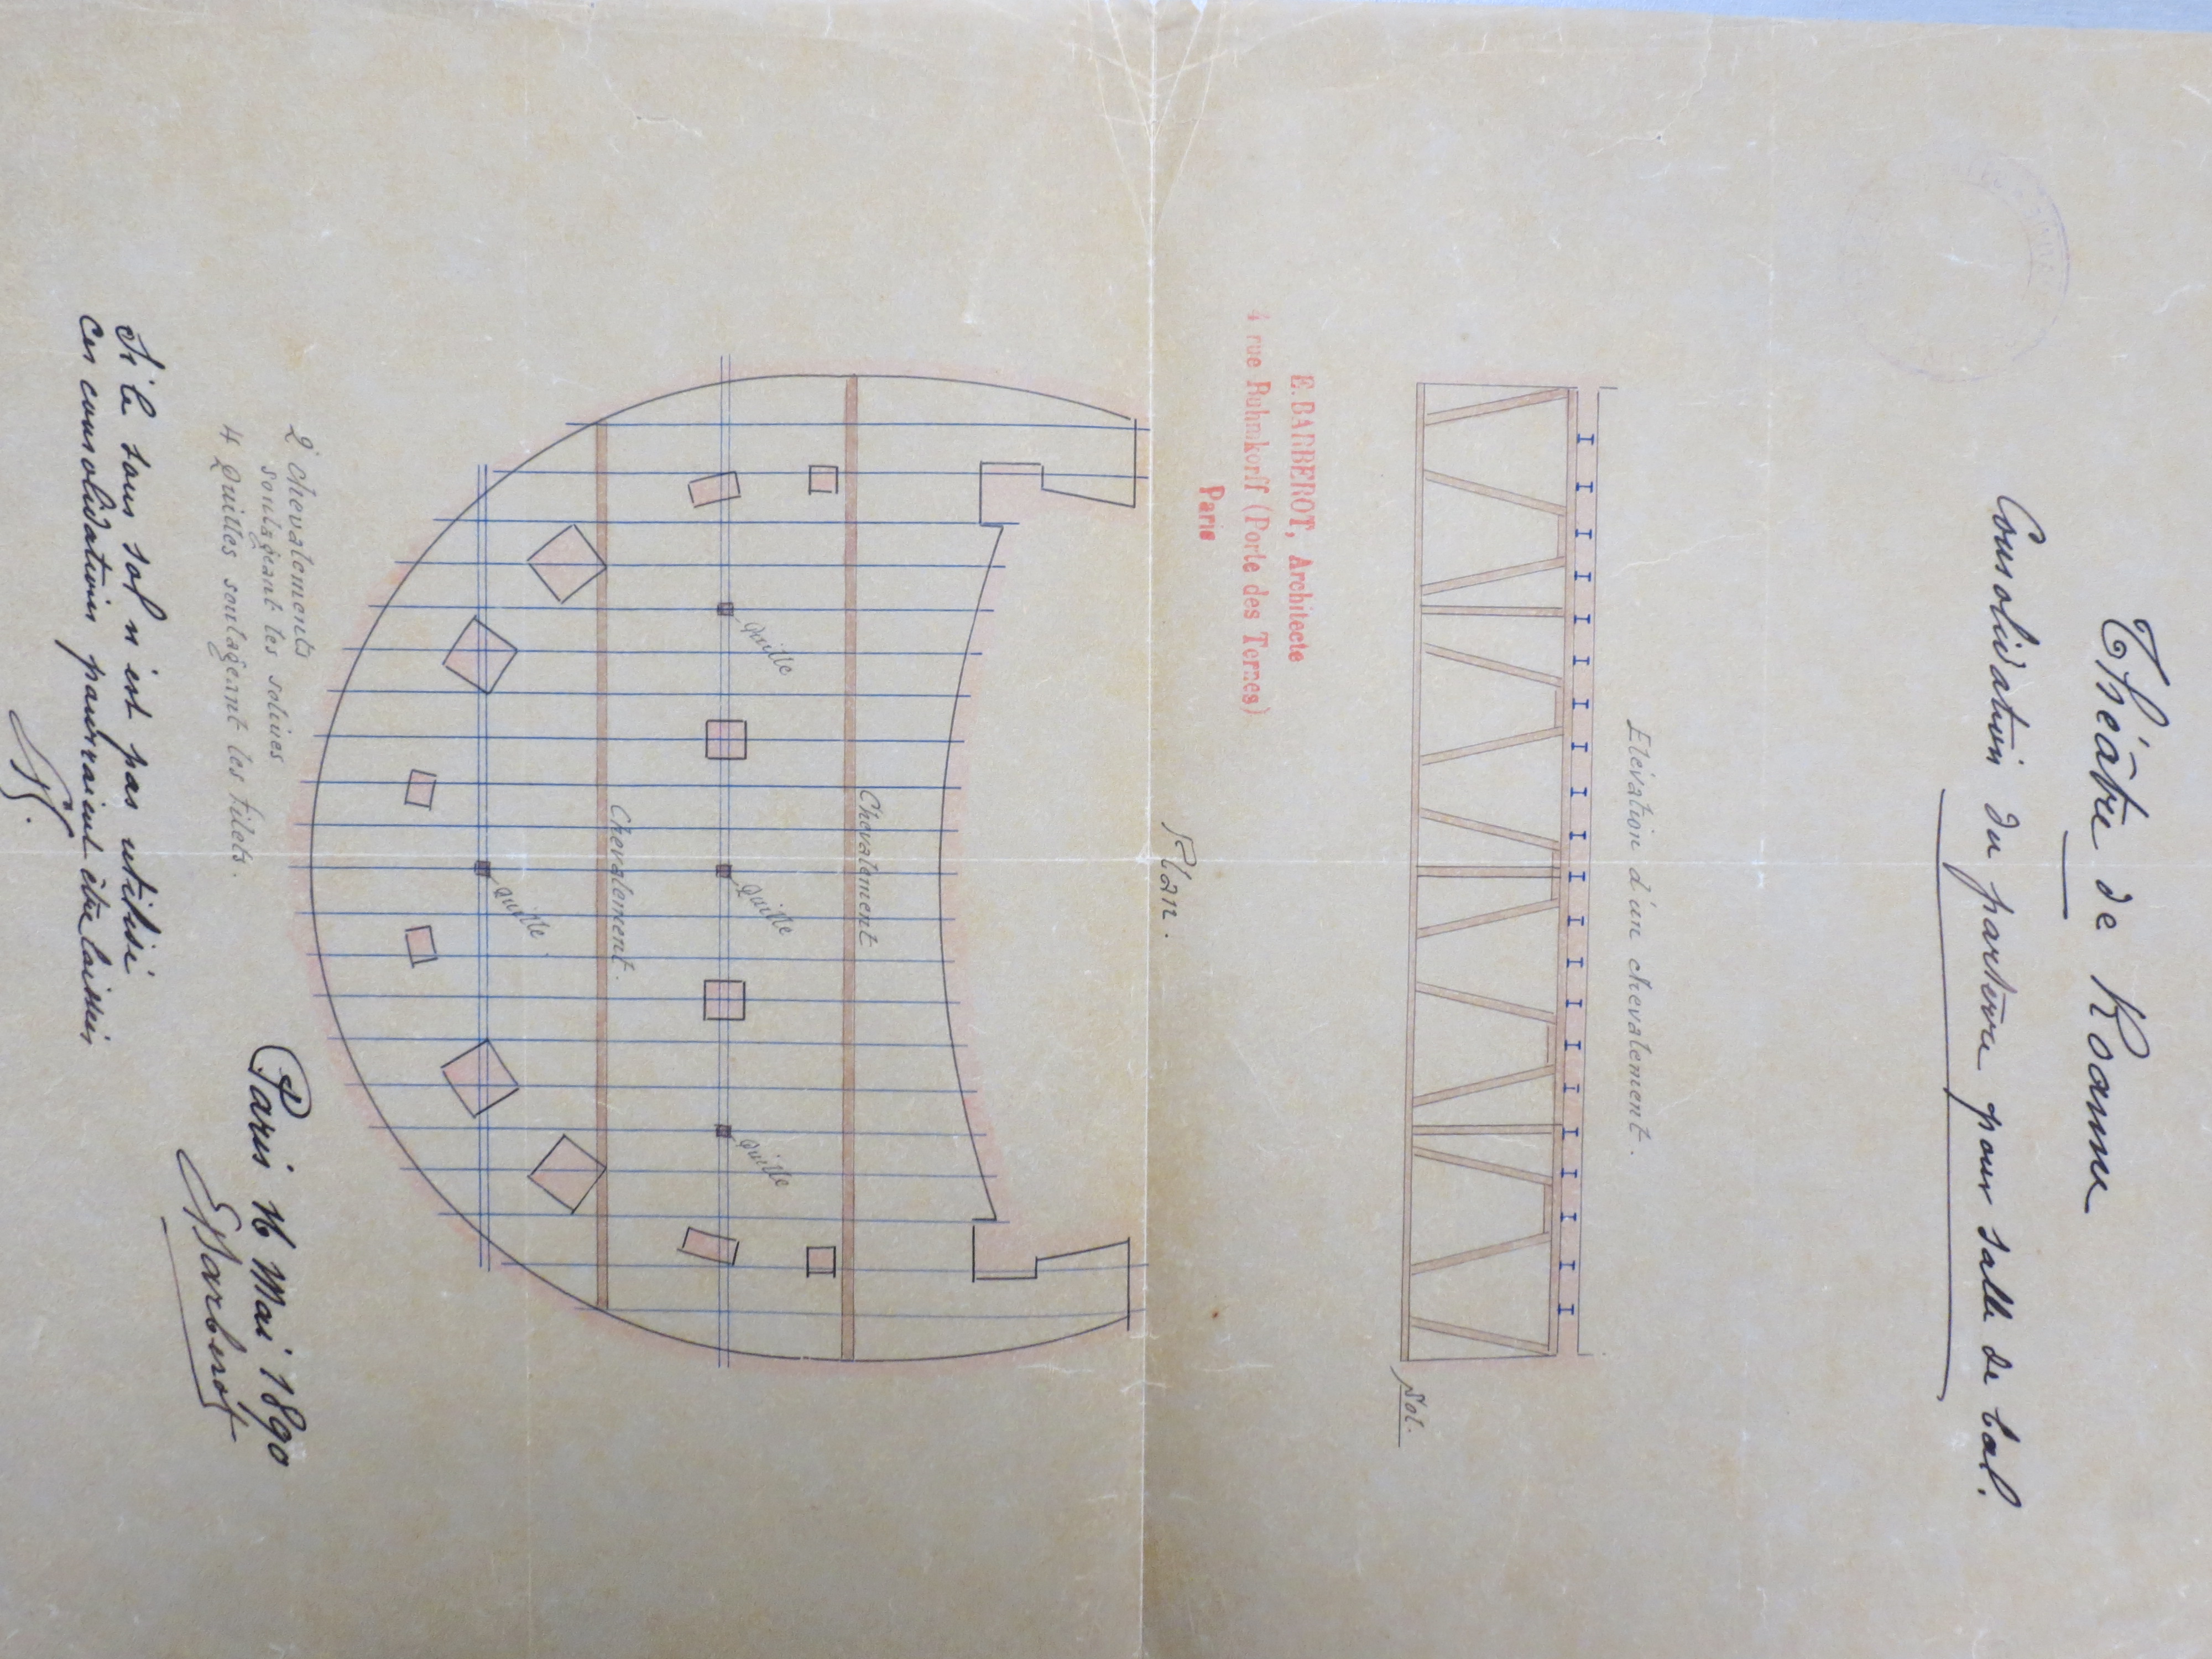 Théâtre de Roanne
Consolidation du parterre pour salle de bal.
Elévation d'un chevalement.
I I I I I I I I I I I I I I I I I I I I I
Sol.
E. BARBEROT, Architecte
4 rue Ruhmkorff (Porte des Ternes)
Paris
Plan.
Chevalement
Quille
Quille
Quille
Chevalement.
Quille
2 chevalements
soulageant les solives
4 Quilles soulageant les filets.
Paris 16 Mai 1890
EBarberot
Si le sous sol n'est pas utilisé
ces consolidations pourraient être laissées
EB.